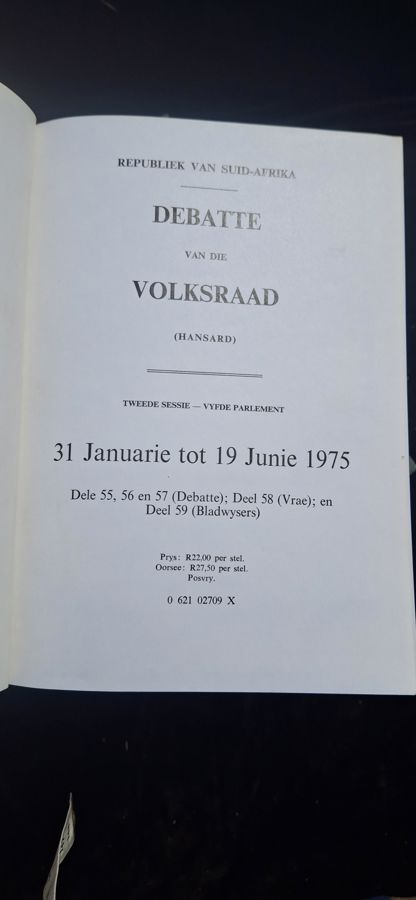 REPUBLIEK VAN SUID-AFRIKA
DEBATTE
VAN DIE
VOLKSRAAD
(HANSARD)
TWEEDE SESSIE — VYFDE PARLEMENT
31 Januarie tot 19 Junie 1975
Dele 55, 56 en 57 (Debatte); Deel 58 (Vrae); en
Deel 59 (Bladwysers)
Prys: R22,00 per stel.
Oorsee: R27,50 per stel.
Posvry.
0 621 02709 X